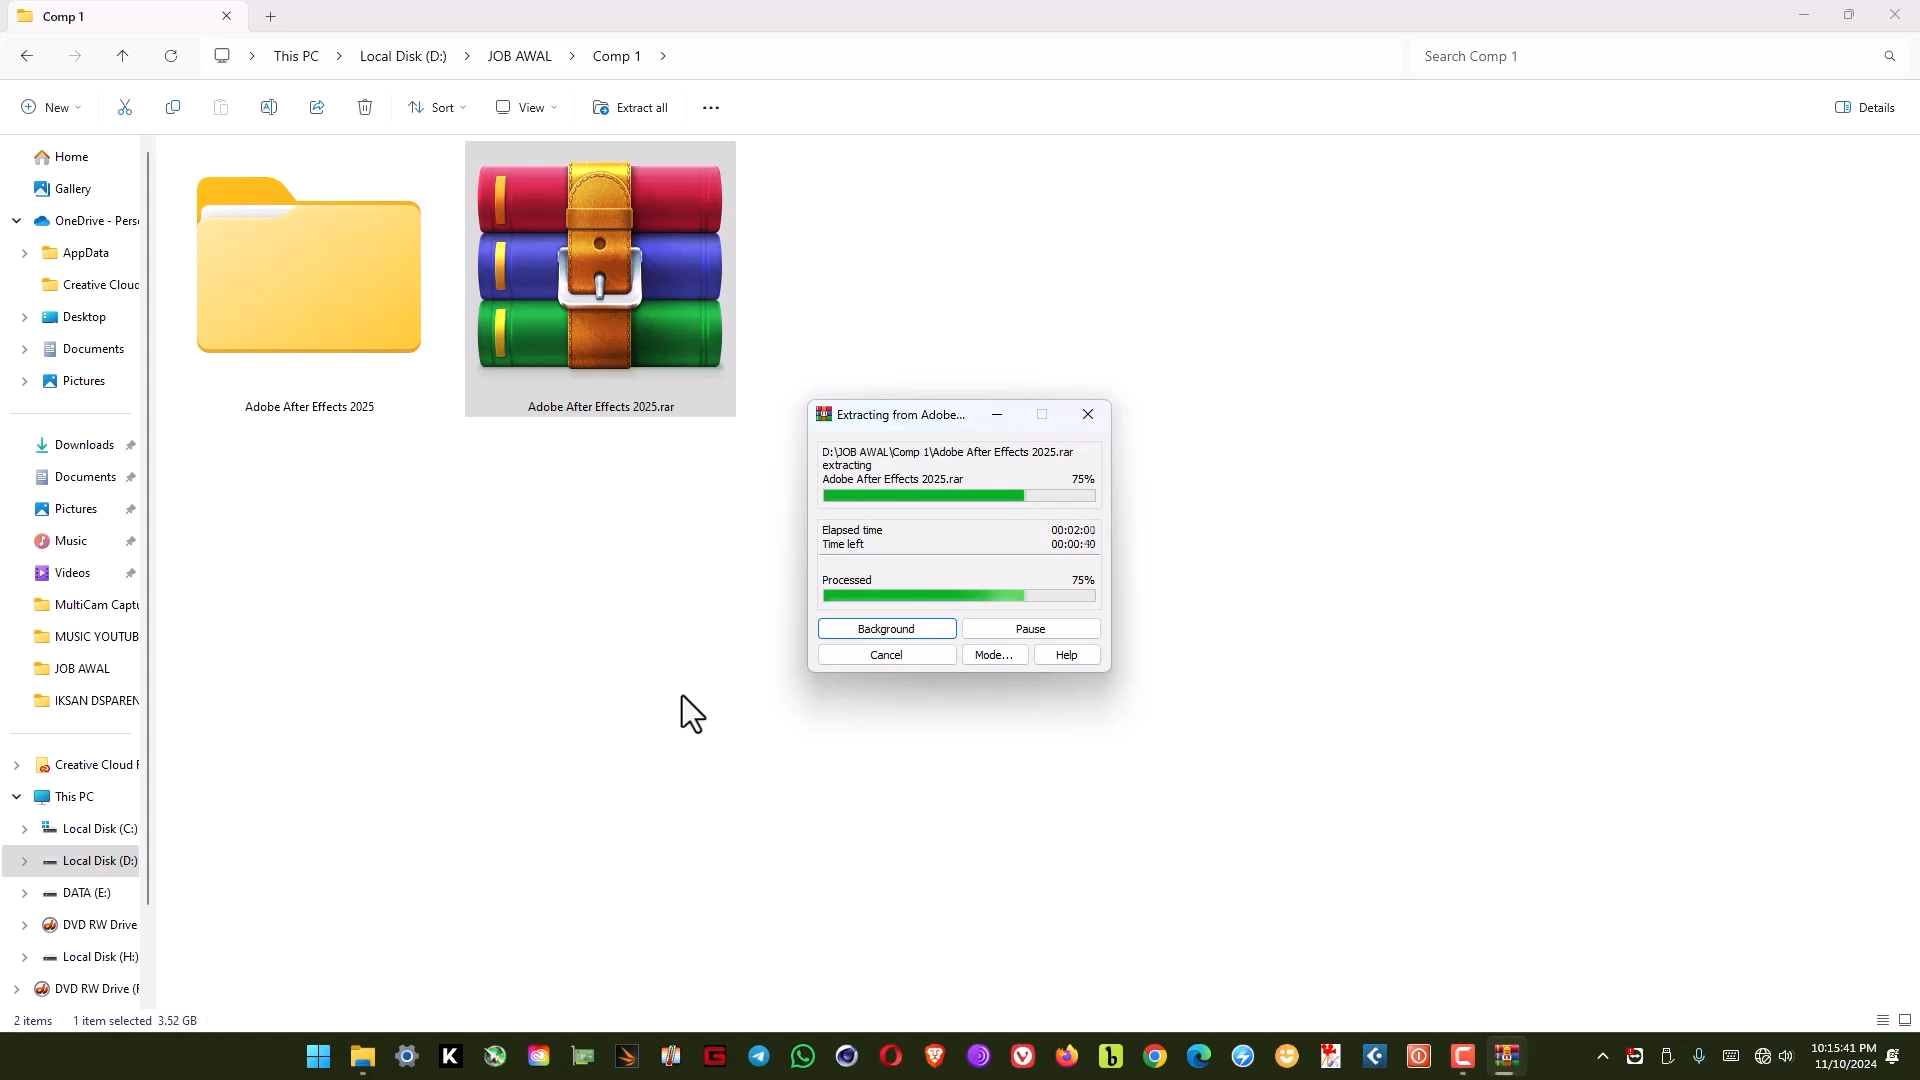 Comp 1
This PC
Local Disk (D:)
JOB AWAL
Comp 1
Search Comp 1
New
Sort
View
Extract all
Details
Home
Gallery
OneDrive - Pers
AppData
Creative Cloud
Desktop
Documents
Pictures
Downloads
Documents
Pictures
Music
Videos
MultiCam Captu
MUSIC YOUTUB
JOB AWAL
IKSAN DSPAREN
Creative Cloud F
This PC
Local Disk (C:)
Local Disk (D:)
DATA (E:)
DVD RW Drive
Local Disk (H:)
DVD RW Drive (F
Adobe After Effects 2025
Adobe After Effects 2025.rar
Extracting from Adobe...
D:\JOB AWAL\Comp 1\Adobe After Effects 2025.rar
extracting
Adobe After Effects 2025.rar 75%
Elapsed time 00:02:00
Time left 00:00:40
Processed 75%
Background
Pause
Cancel
Mode...
Help
2 items
1 item selected 3.52 GB
10:15:41 PM
11/10/2024